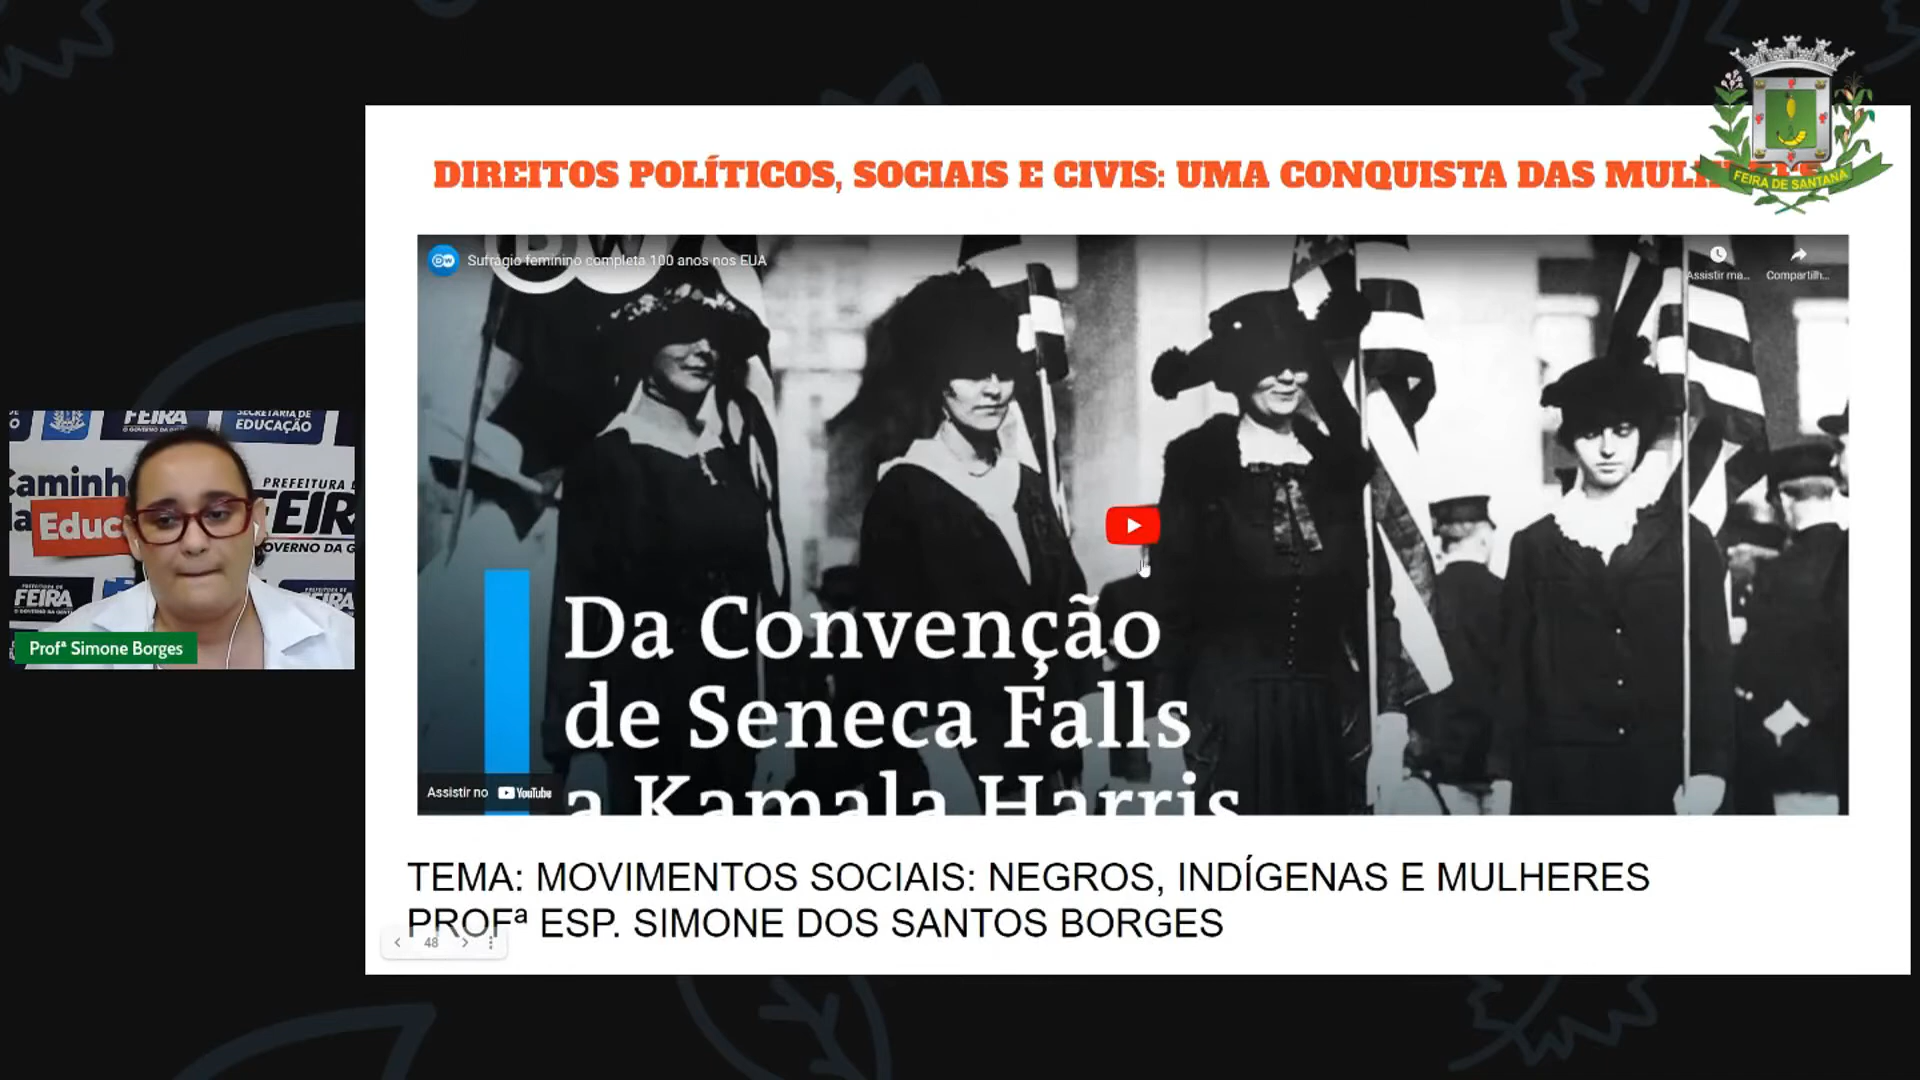 DIREITOS POLÍTICOS, SOCIAIS E CIVIS: UMA CONQUISTA DAS
FEIRA DE SANTANA
Sufrágio feminino completa 100 anos nos EUA
Assistir ma...
Compartilh...
Da Convenção
de Seneca Falls
a Kamala Harris
Assistir no YouTube
TEMA: MOVIMENTOS SOCIAIS: NEGROS, INDÍGENAS E MULHERES
PROFª ESP. SIMONE DOS SANTOS BORGES
48
FEIRA
SECRETARIA DE
EDUCAÇÃO
PREFEITURA
FEIRA
Profª Simone Borges